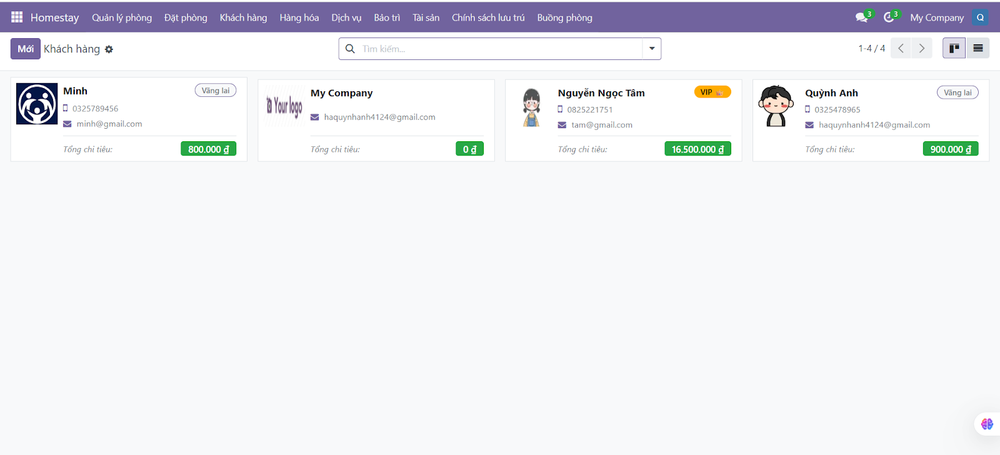 Homestay Quản lý phòng Đặt phòng Khách hàng Hàng hóa Dịch vụ Bảo trì Tài sản Chính sách lưu trú Buồng phòng 3 3 My Company Q
Mới Khách hàng Tìm kiếm... 1-4 / 4
Minh Vãng lai
0325789456
minh@gmail.com
Tổng chi tiêu: 800.000 ₫
Your logo
My Company
haquynhanh4124@gmail.com
Tổng chi tiêu: 0 ₫
Nguyễn Ngọc Tâm VIP
0825221751
tam@gmail.com
Tổng chi tiêu: 16.500.000 ₫
Quỳnh Anh Vãng lai
0325478965
haquynhanh4124@gmail.com
Tổng chi tiêu: 900.000 ₫